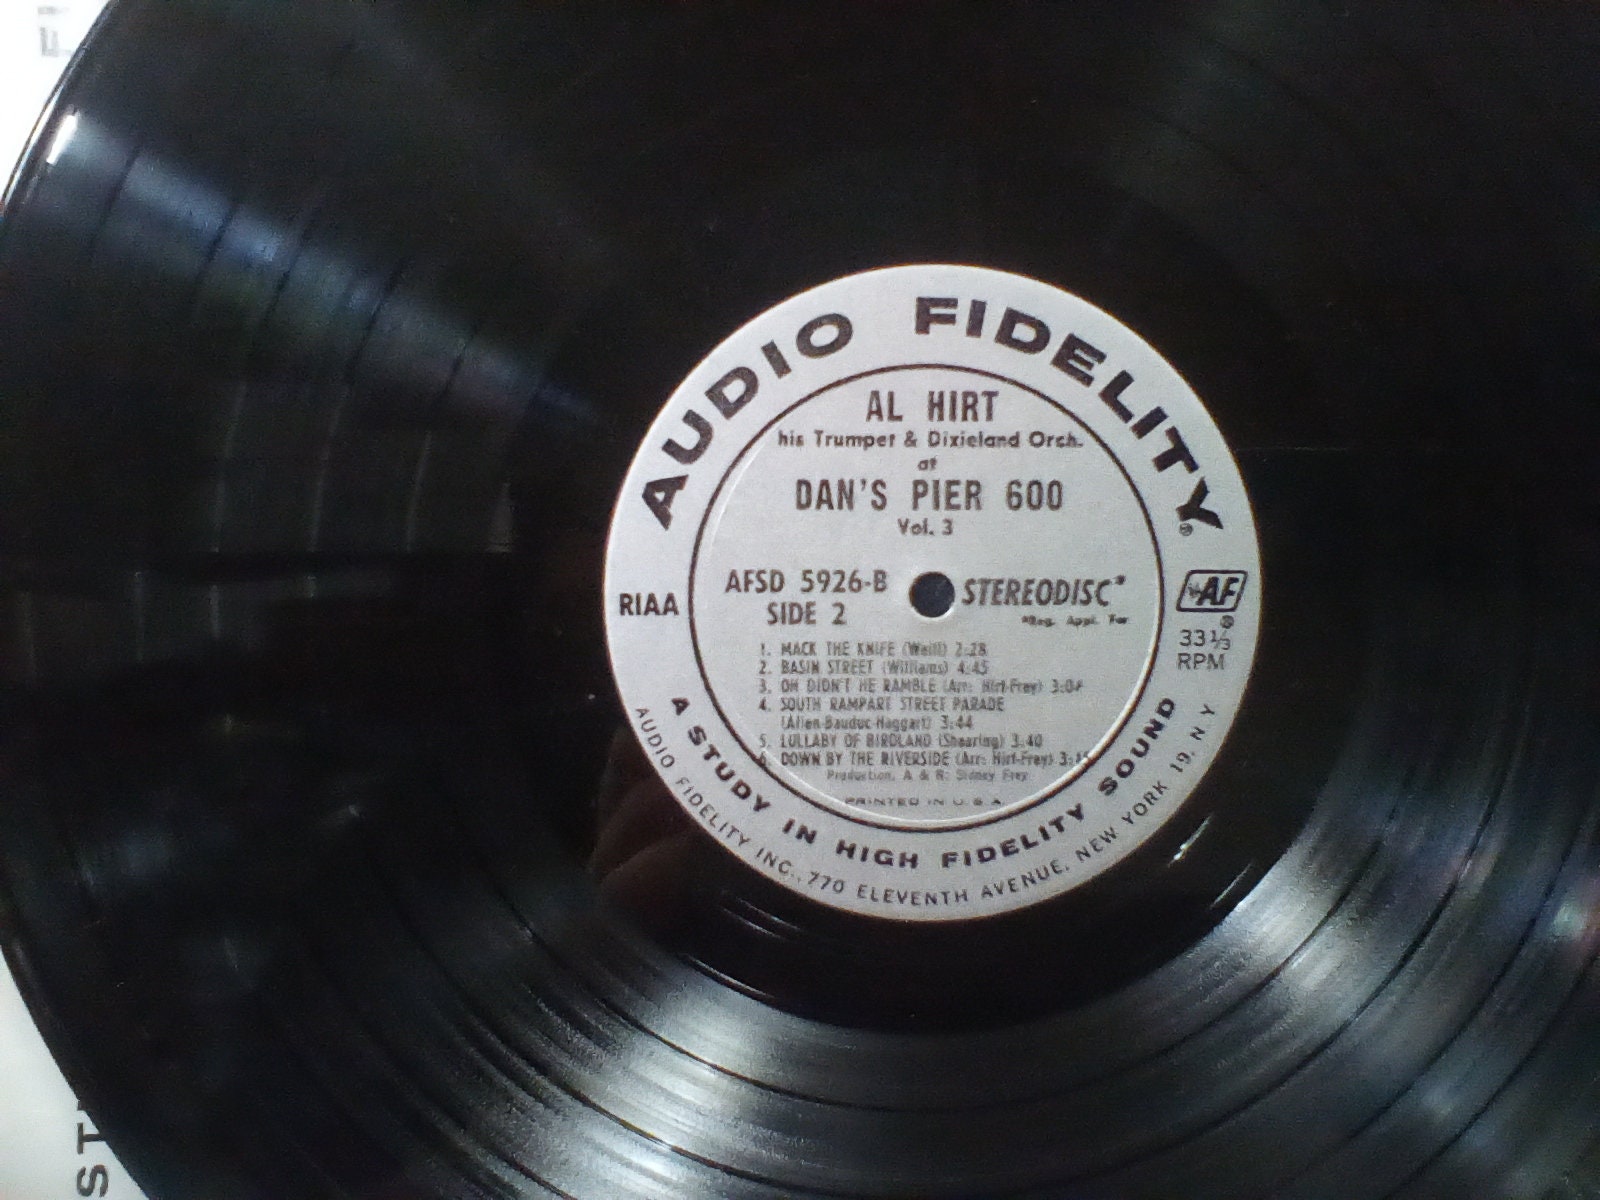 AUDIO FIDELITY
AL HIRT
his Trumpet & Dixieland Orch.
at
DAN'S PIER 600
Vol. 3
AFSD 5926-B
SIDE 2
STEREODISC*
*Reg. Appl. For
RIAA
AF
33⅓
RPM
1. MACK THE KNIFE (Weill) 2:28
2. BASIN STREET (Williams) 4:45
3. OH DIDN'T HE RAMBLE (Arr: Hirt-Frey)
4. SOUTH RAMPART STREET PARADE
(Allen-Bauduc-Haggart) 3:44
5. LULLABY OF BIRDLAND (Shearing) 3:40
6. DOWN BY THE RIVERSIDE (Arr: Hirt-Frey)
Production, A & R: Sidney Frey
PRINTED IN U.S.A.
A STUDY IN HIGH FIDELITY SOUND
AUDIO FIDELITY INC., 770 ELEVENTH AVENUE, NEW YORK 19, N.Y
ST